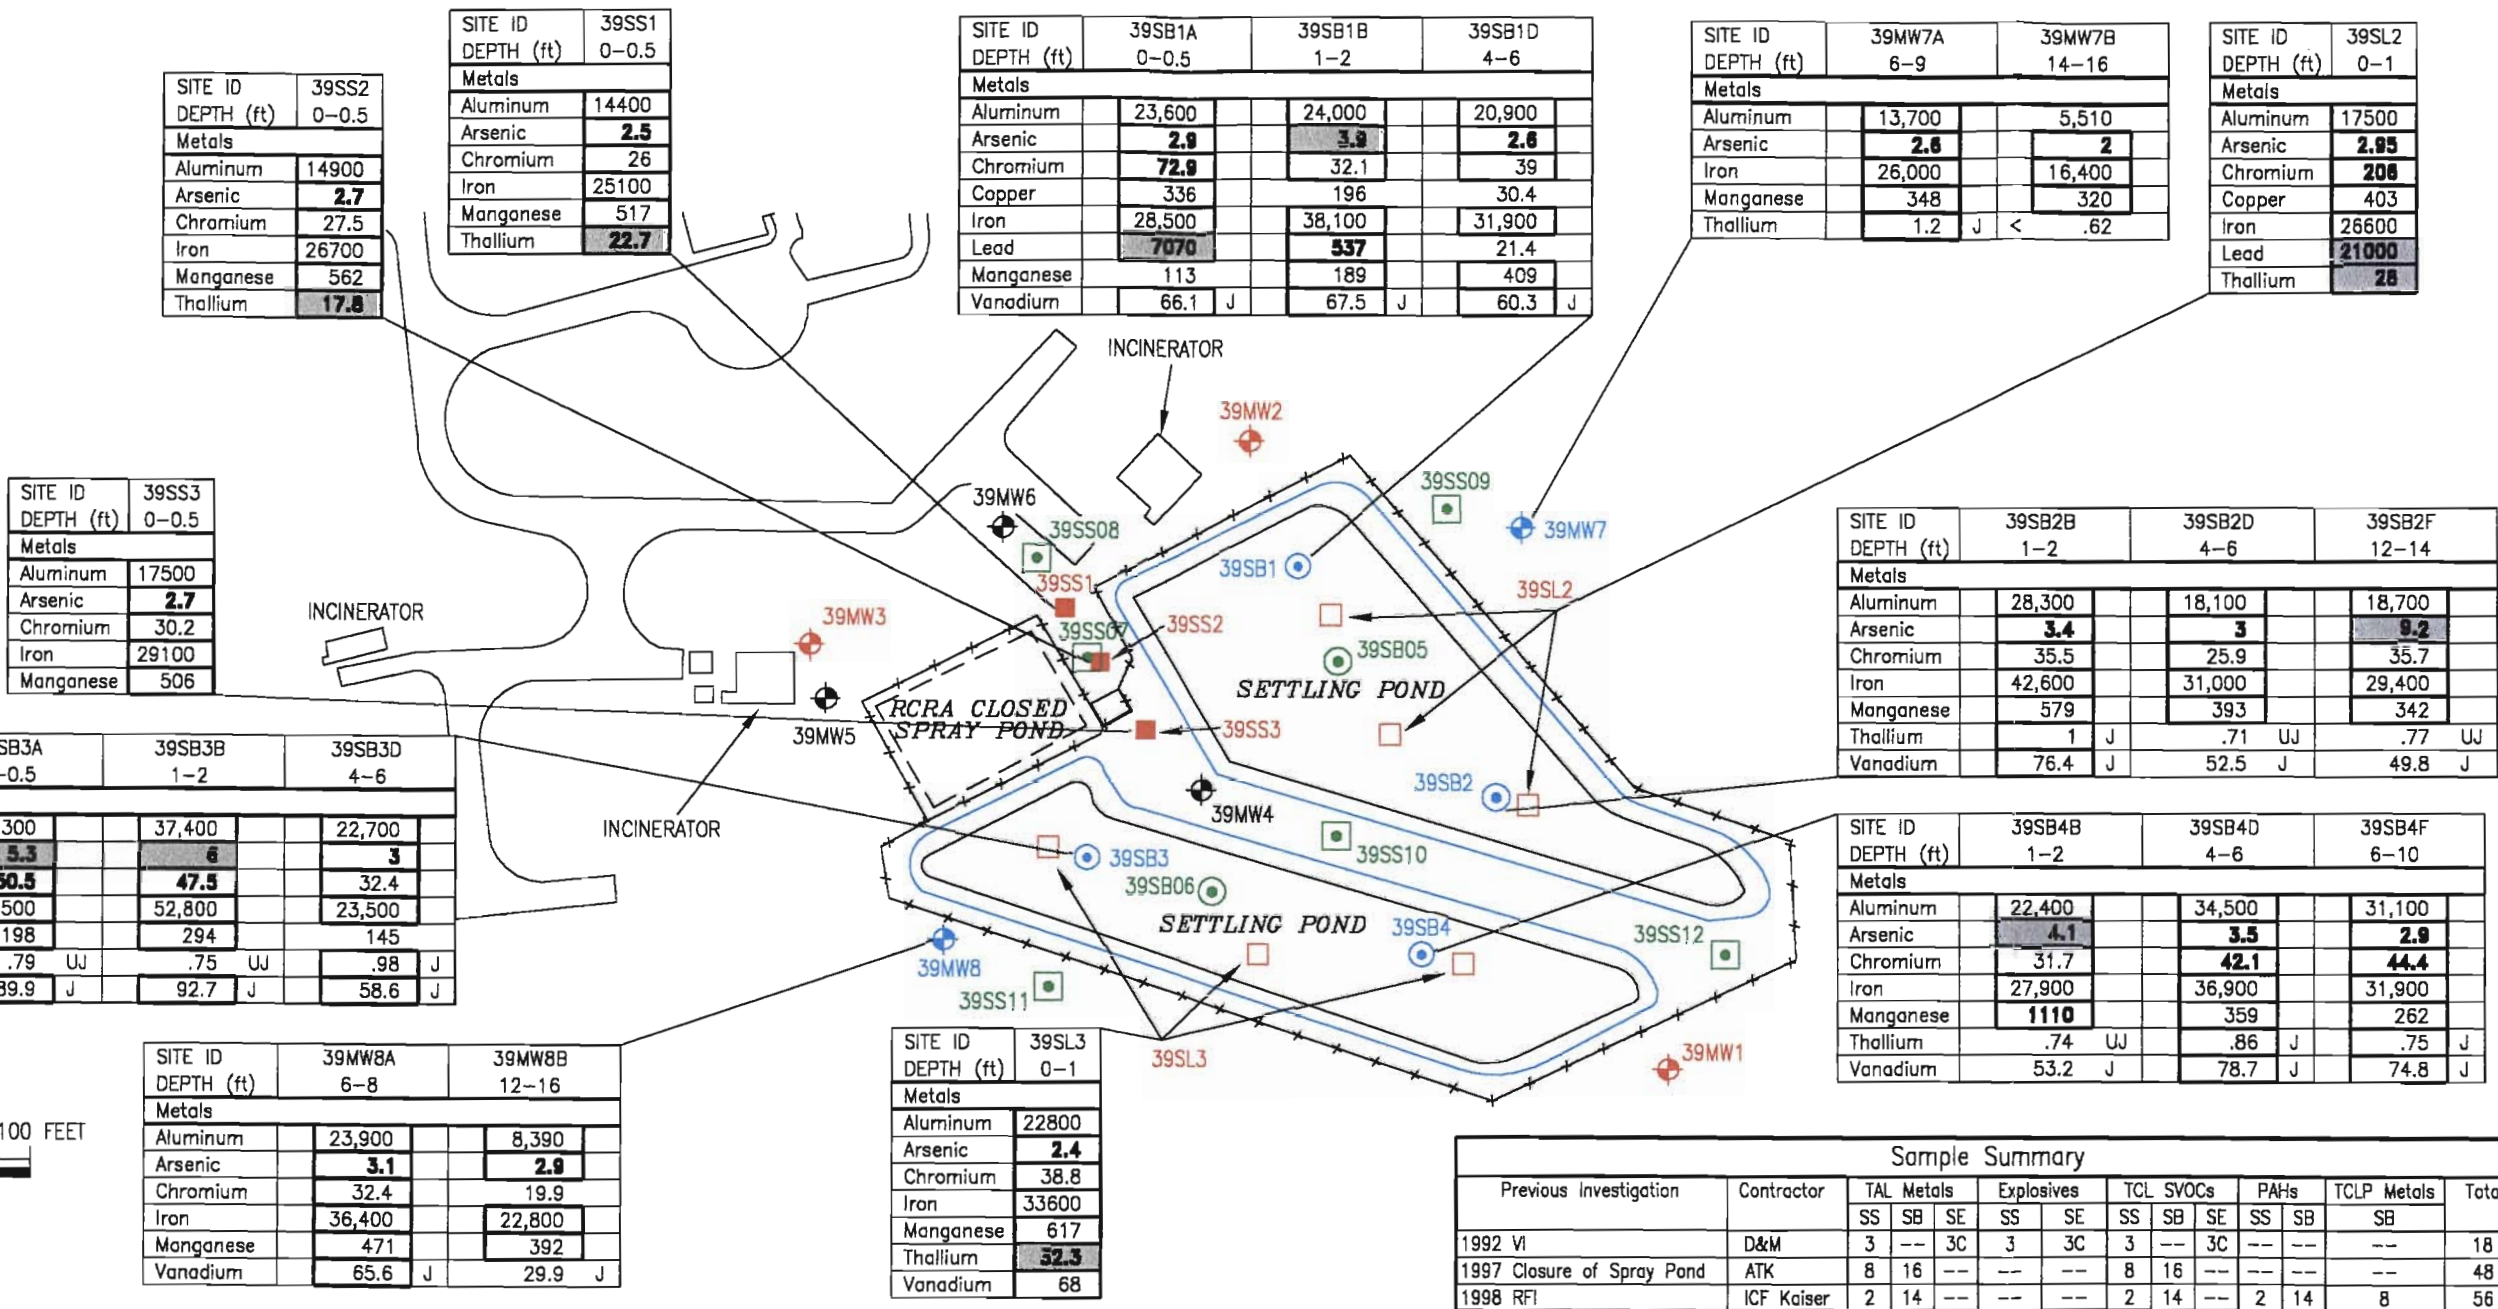 SITE ID 39SS2
DEPTH (ft) 0-0.5
Metals
Aluminum 14900
Arsenic 2.7
Chromium 27.5
Iron 26700
Manganese 562
Thallium 17.8
SITE ID 39SS1
DEPTH (ft) 0-0.5
Metals
Aluminum 14400
Arsenic 2.5
Chromium 26
Iron 25100
Manganese 517
Thallium 22.7
SITE ID 39SB1A 39SB1B 39SB1D
DEPTH (ft) 0-0.5 1-2 4-6
Metals
Aluminum 23,600 24,000 20,900
Arsenic 2.9 3.9 2.6
Chromium 72.9 32.1 39
Copper 336 196 30.4
Iron 28,500 38,100 31,900
Lead 7070 537 21.4
Manganese 113 189 409
Vanadium 66.1 J 67.5 J 60.3 J
SITE ID 39MW7A 39MW7B
DEPTH (ft) 6-9 14-16
Metals
Aluminum 13,700 5,510
Arsenic 2.6 2
Iron 26,000 16,400
Manganese 348 320
Thallium 1.2 J < .62
SITE ID 39SL2
DEPTH (ft) 0-1
Metals
Aluminum 17500
Arsenic 2.95
Chromium 206
Copper 403
Iron 26600
Lead 21000
Thallium 28
INCINERATOR
39MW2
39SS09
39MW6
39SS08
39MW7
39SB1
39SS1
39SL2
SITE ID 39SS3
DEPTH (ft) 0-0.5
Metals
Aluminum 17500
Arsenic 2.7
Chromium 30.2
Iron 29100
Manganese 506
INCINERATOR
39MW3
39SS07
39SS2
39SB05
SETTLING POND
RCRA CLOSED
SPRAY POND
39SS3
39MW5
39SB2
39MW4
INCINERATOR
39SS10
39SB3
39SB06
SETTLING POND
39SB4
39SS12
39MW8
39SS11
39SL3
39MW1
SITE ID 39SB2B 39SB2D 39SB2F
DEPTH (ft) 1-2 4-6 12-14
Metals
Aluminum 28,300 18,100 18,700
Arsenic 3.4 3 9.2
Chromium 35.5 25.9 35.7
Iron 42,600 31,000 29,400
Manganese 579 393 342
Thallium 1 J .71 UJ .77 UJ
Vanadium 76.4 J 52.5 J 49.8 J
SB3A 39SB3B 39SB3D
-0.5 1-2 4-6
300 37,400 22,700
5.3 6 3
50.5 47.5 32.4
500 52,800 23,500
198 294 145
.79 UJ .75 UJ .98 J
39.9 J 92.7 J 58.6 J
SITE ID 39SB4B 39SB4D 39SB4F
DEPTH (ft) 1-2 4-6 6-10
Metals
Aluminum 22,400 34,500 31,100
Arsenic 4.1 3.5 2.9
Chromium 31.7 42.1 44.4
Iron 27,900 36,900 31,900
Manganese 1110 359 262
Thallium .74 UJ .86 J .75 J
Vanadium 53.2 J 78.7 J 74.8 J
SITE ID 39MW8A 39MW8B
DEPTH (ft) 6-8 12-16
Metals
Aluminum 23,900 8,390
Arsenic 3.1 2.9
Chromium 32.4 19.9
Iron 36,400 22,800
Manganese 471 392
Vanadium 65.6 J 29.9 J
100 FEET
SITE ID 39SL3
DEPTH (ft) 0-1
Metals
Aluminum 22800
Arsenic 2.4
Chromium 38.8
Iron 33600
Manganese 617
Thallium 32.3
Vanadium 68
Sample Summary
Previous Investigation Contractor TAL Metals Explosives TCL SVOCs PAHs TCLP Metals Tota
SS SB SE SS SE SS SB SE SS SB SB
1992 VI D&M 3 -- 3C 3 3C 3 -- 3C -- -- -- 18
1997 Closure of Spray Pond ATK 8 16 -- -- -- 8 16 -- -- -- -- 48
1998 RFI ICF Kaiser 2 14 -- -- -- 2 14 -- 2 14 8 56